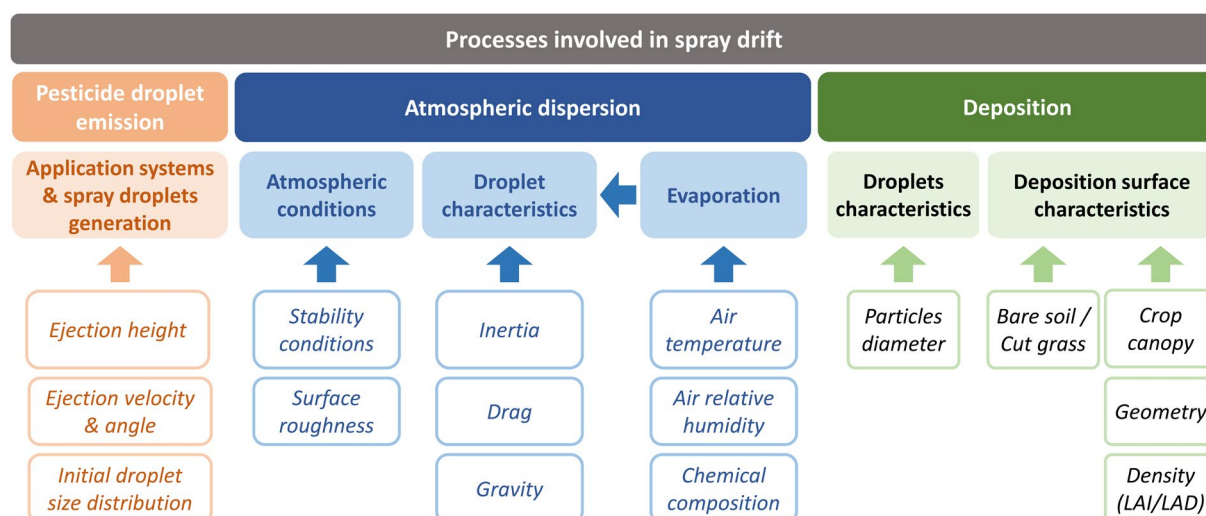 Processes involved in spray drift
Pesticide droplet
emission
Atmospheric dispersion
Deposition
Application systems
& spray droplets
generation
Atmospheric
conditions
Droplet
characteristics
Evaporation
Droplets
characteristics
Deposition surface
characteristics
Ejection height
Stability
conditions
Inertia
Air
temperature
Particles
diameter
Bare soil /
Cut grass
Crop
canopy
Ejection velocity
& angle
Surface
roughness
Drag
Air relative
humidity
Geometry
Initial droplet
size distribution
Gravity
Chemical
composition
Density
(LAI/LAD)